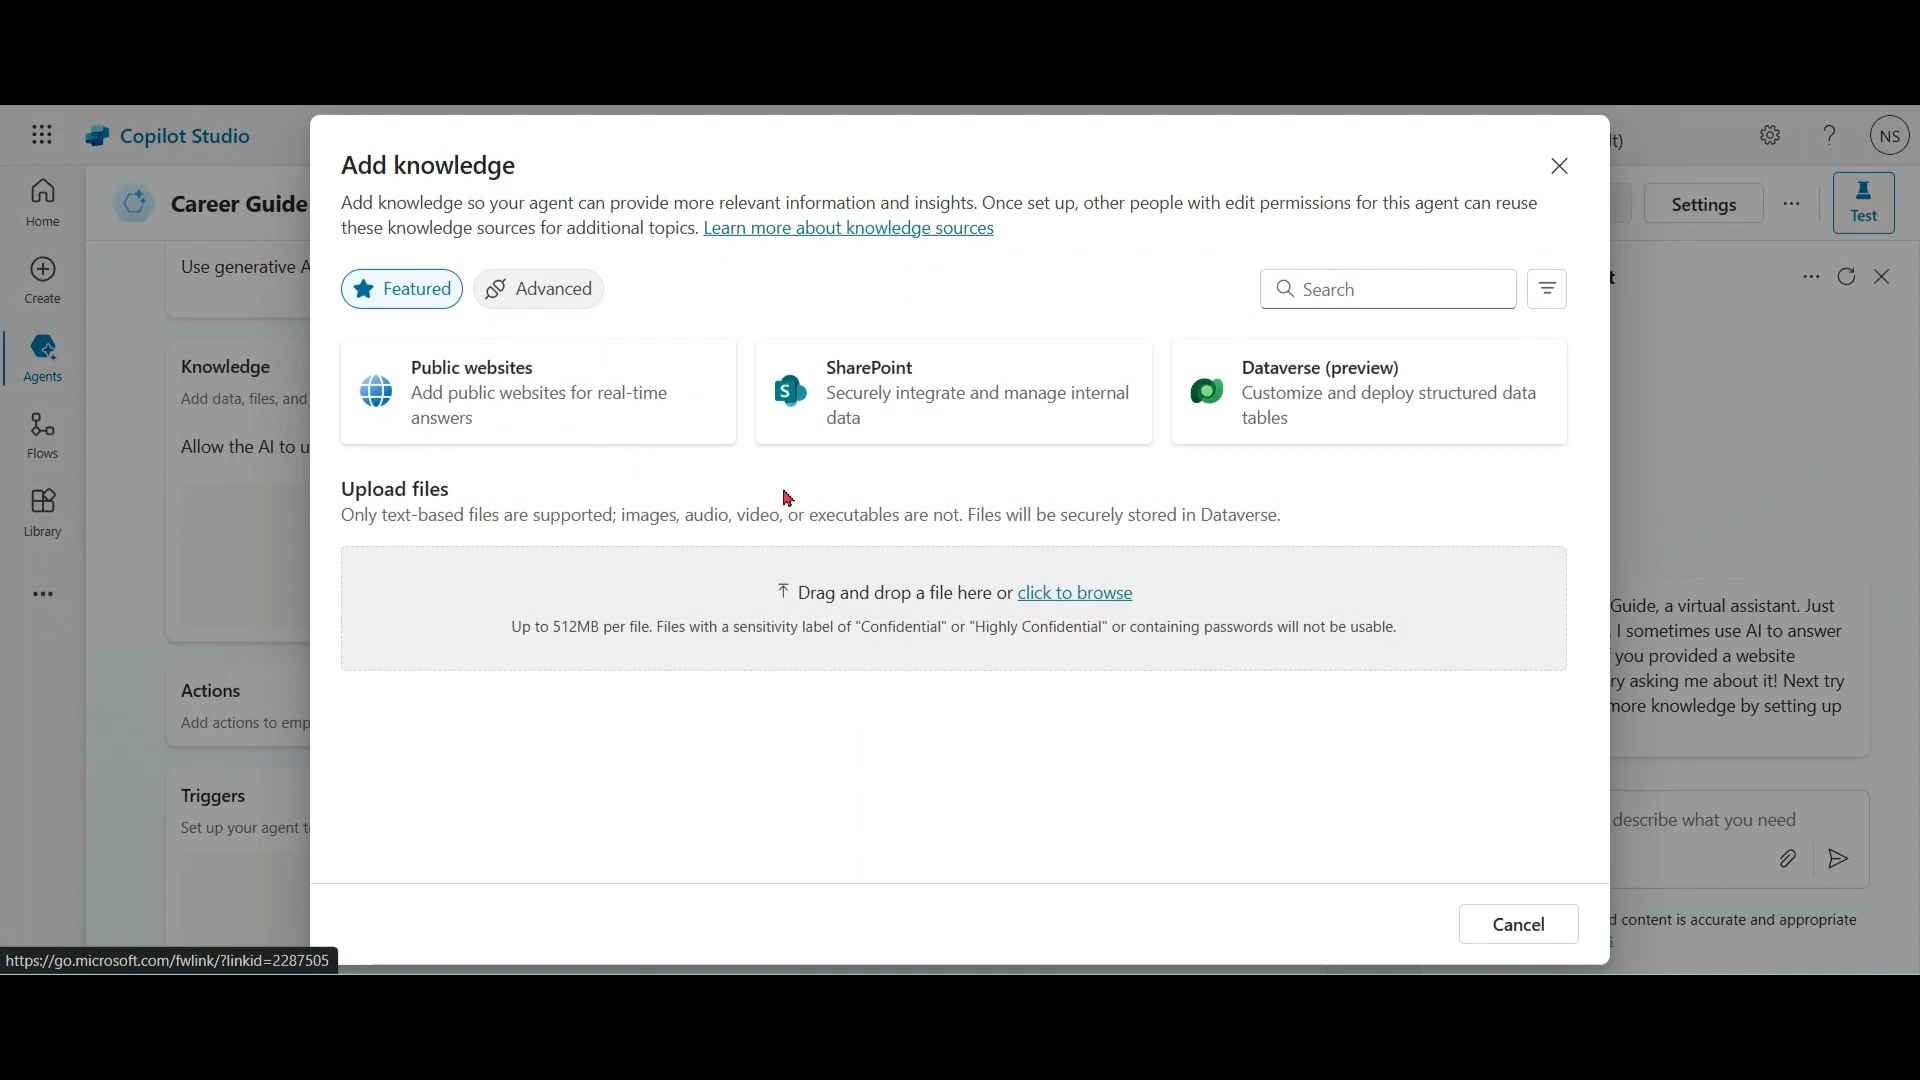 Copilot Studio
lt)
NS
Home
Create
Agents
Flows
Library
Career Guide
Settings
Test
Use generative A
Knowledge
Add data, files, and
Allow the AI to u
Actions
Add actions to emp
Triggers
Set up your agent t
Add knowledge
Add knowledge so your agent can provide more relevant information and insights. Once set up, other people with edit permissions for this agent can reuse
these knowledge sources for additional topics. Learn more about knowledge sources
Featured
Advanced
Search
Public websites
Add public websites for real-time
answers
SharePoint
Securely integrate and manage internal
data
Dataverse (preview)
Customize and deploy structured data
tables
Upload files
Only text-based files are supported; images, audio, video, or executables are not. Files will be securely stored in Dataverse.
Drag and drop a file here or click to browse
Up to 512MB per file. Files with a sensitivity label of "Confidential" or "Highly Confidential" or containing passwords will not be usable.
Cancel
t
Guide, a virtual assistant. Just
I sometimes use AI to answer
you provided a website
ry asking me about it! Next try
more knowledge by setting up
describe what you need
d content is accurate and appropriate
s
https://go.microsoft.com/fwlink/?linkid=2287505